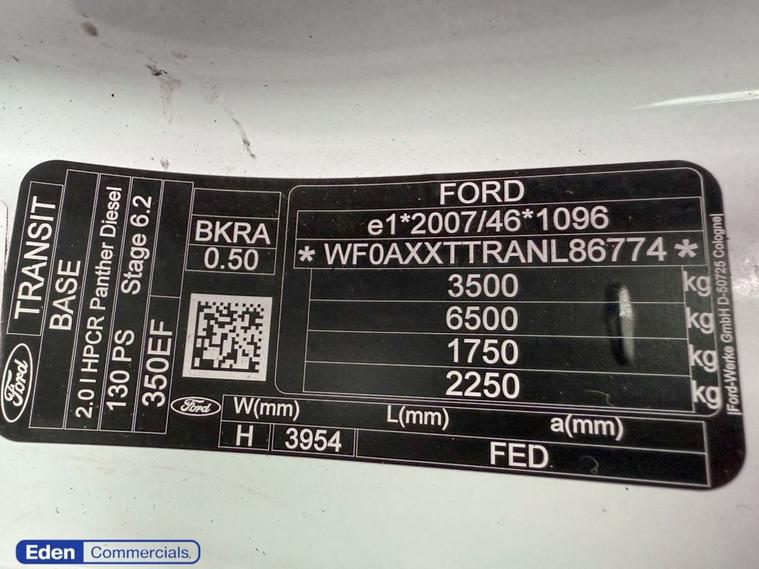 TRANSIT
BASE
2.0 l HPCR Panther Diesel
130 PS
Stage 6.2
350EF
Ford
BKRA
0.50
Ford
FORD
e1*2007/46*1096
* WF0AXXTTRANL86774 *
3500 kg
6500 kg
1750 kg
2250 kg
Ford-Werke GmbH D-50725 Cologne
W(mm) L(mm) a(mm)
H 3954 FED
Eden Commercials.